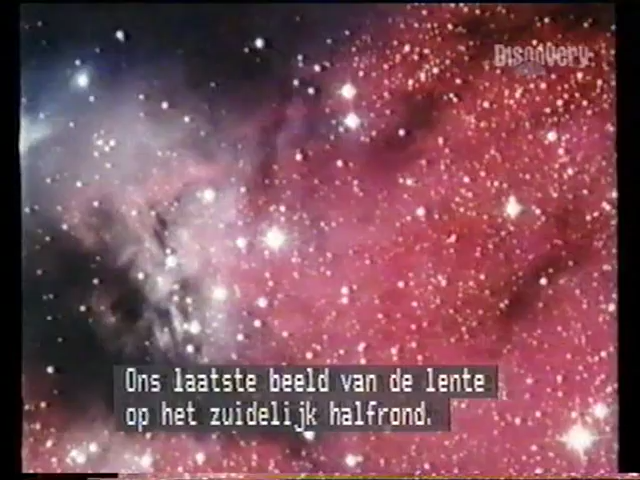 Discovery
Ons laatste beeld van de lente
op het zuidelijk halfrond.